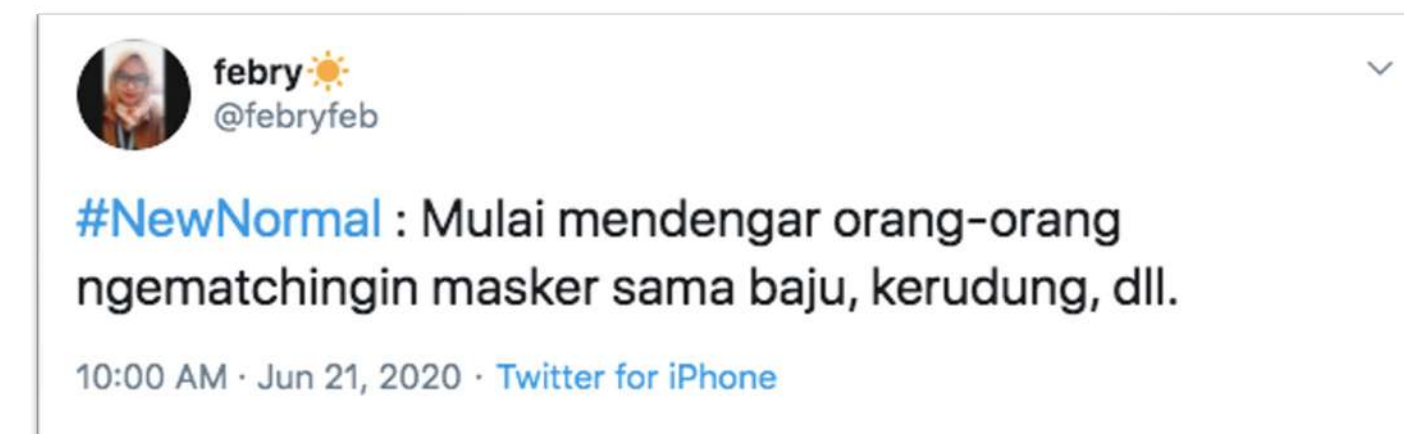 febry☀️
@febryfeb
#NewNormal : Mulai mendengar orang-orang
ngematchingin masker sama baju, kerudung, dll.
10:00 AM · Jun 21, 2020 · Twitter for iPhone